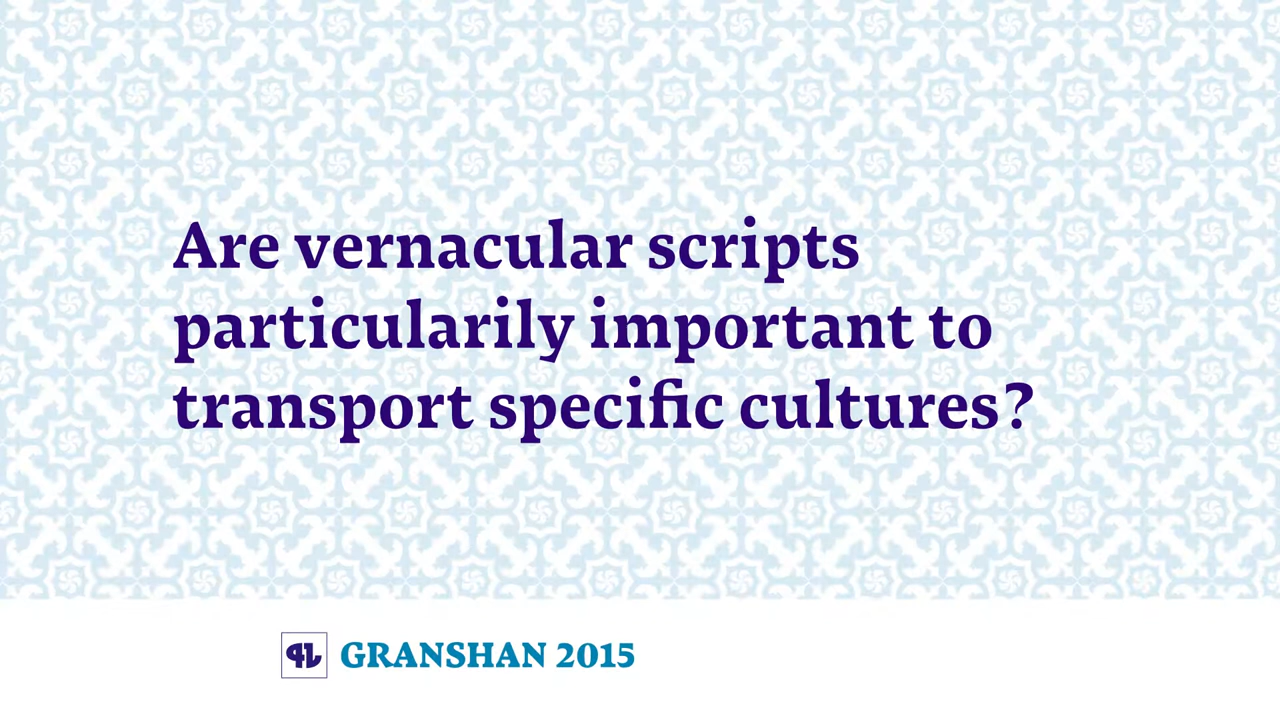 Are vernacular scripts
particularily important to
transport specific cultures?
GRANSHAN 2015